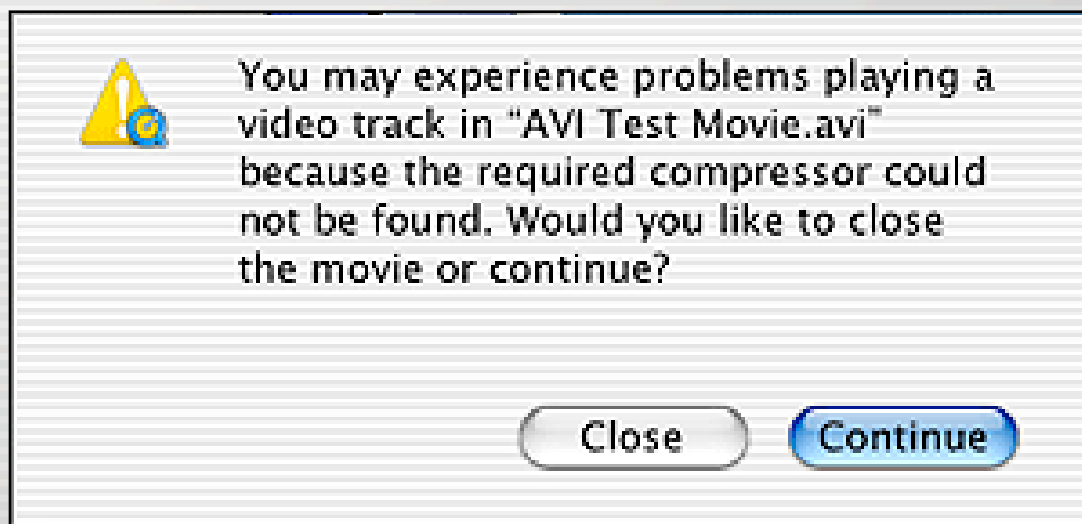 You may experience problems playing a
video track in “AVI Test Movie.avi”
because the required compressor could
not be found. Would you like to close
the movie or continue?
Close
Continue